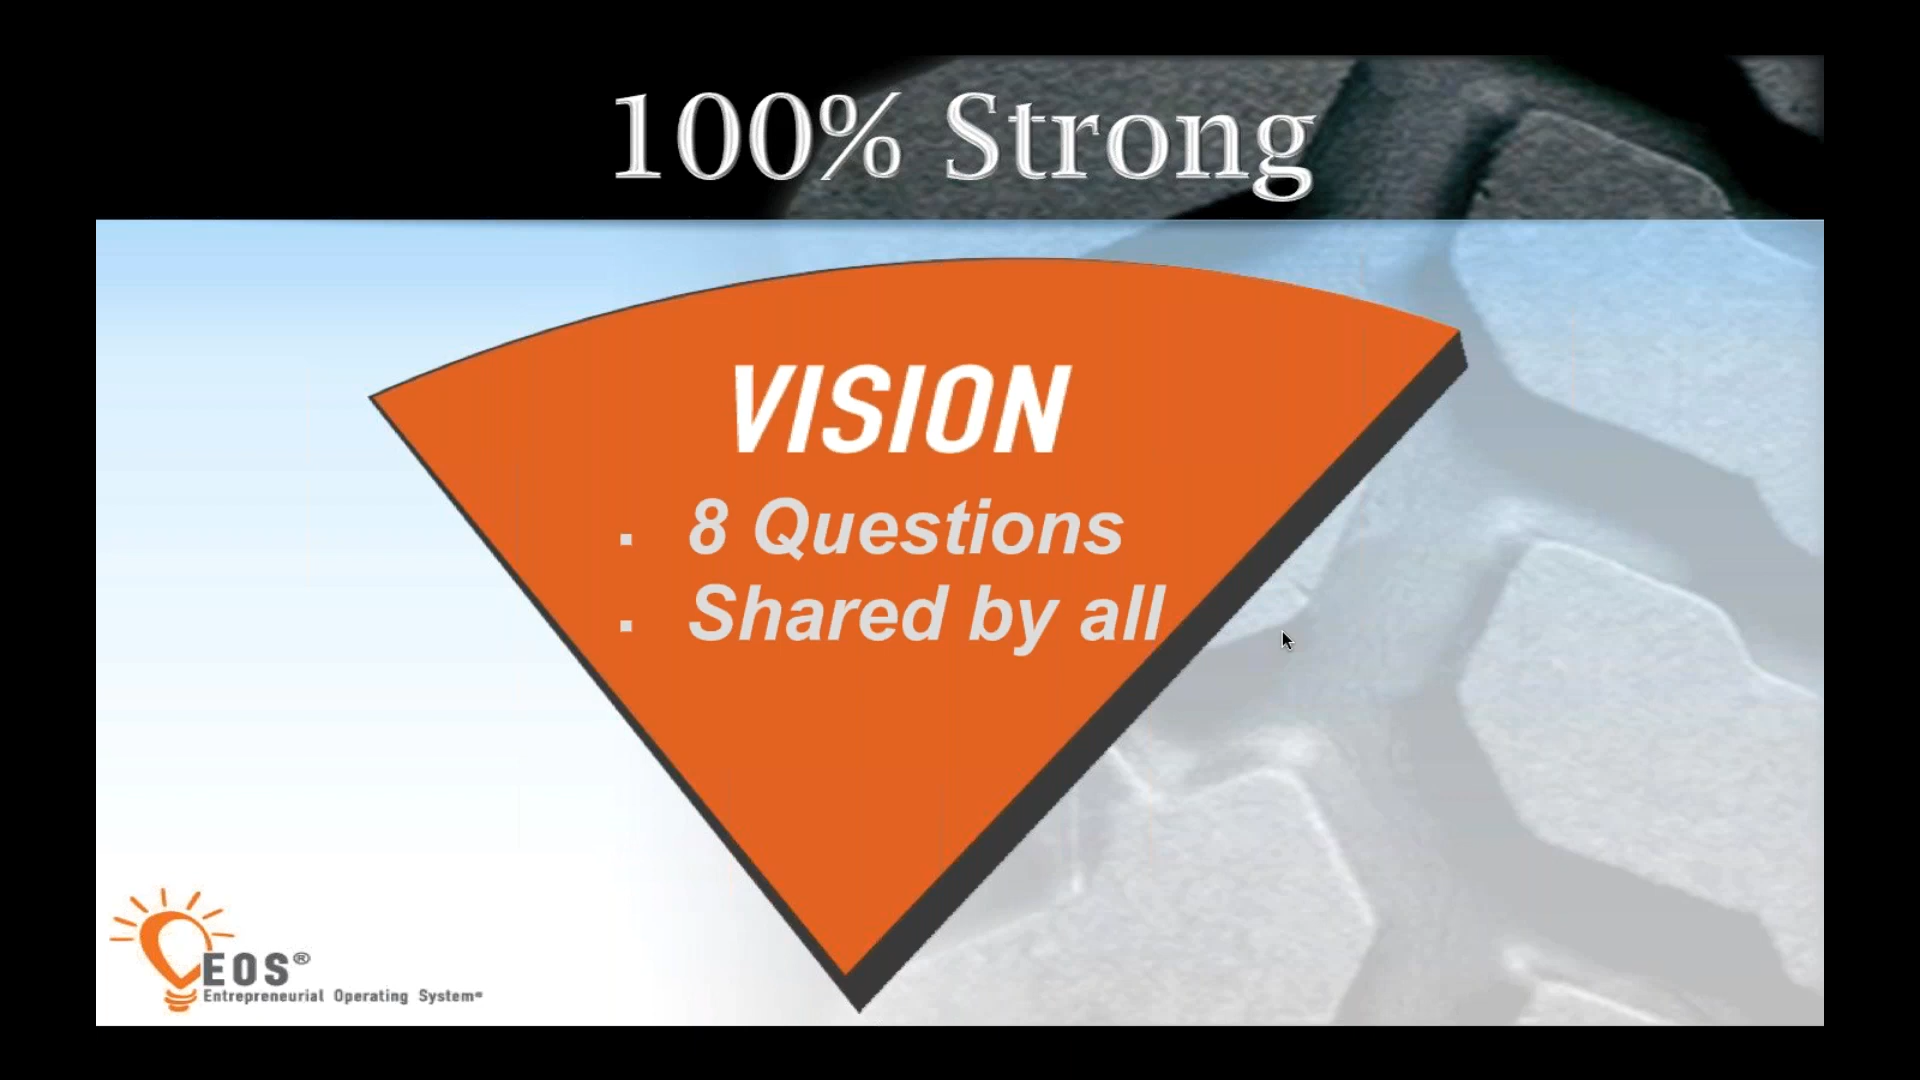 100% Strong
VISION
▪ 8 Questions
▪ Shared by all
EOS®
Entrepreneurial Operating System®